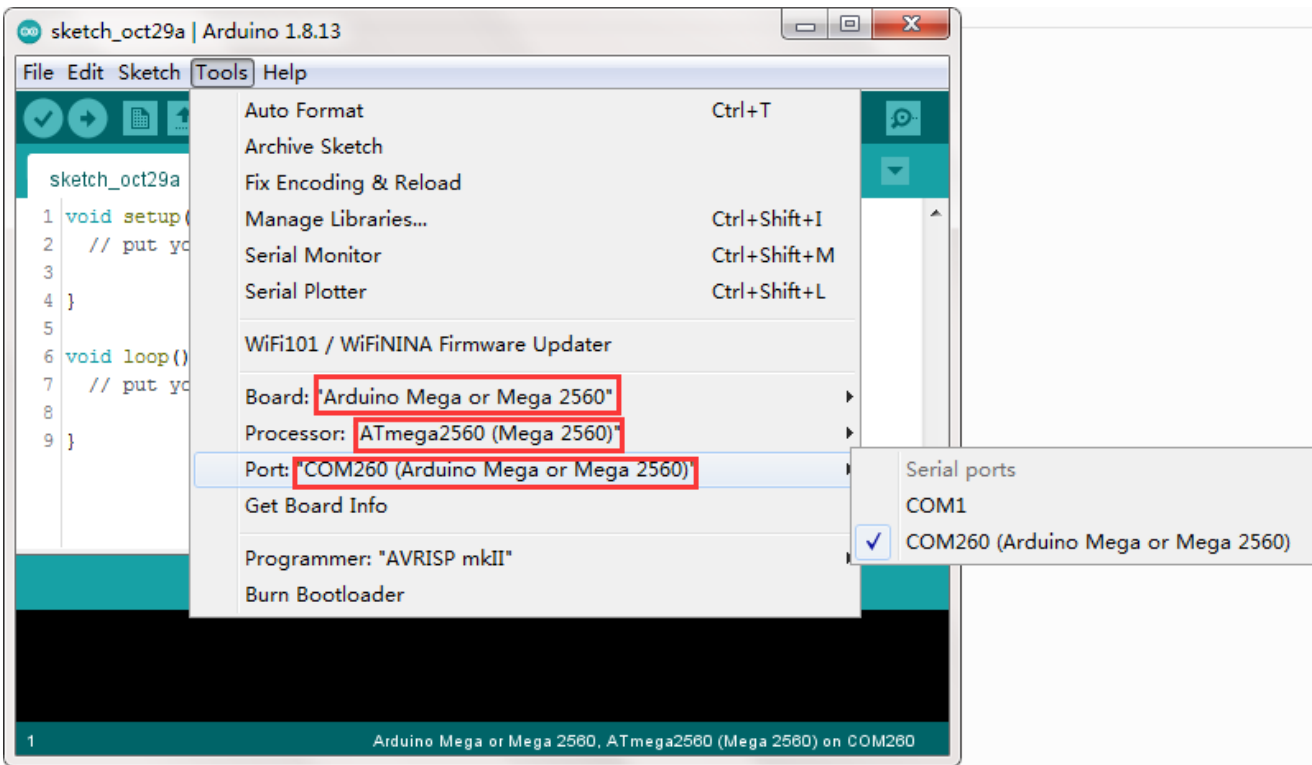 sketch_oct29a | Arduino 1.8.13
File Edit Sketch Tools Help
Auto Format Ctrl+T
Archive Sketch
sketch_oct29a
Fix Encoding & Reload
Manage Libraries... Ctrl+Shift+I
Serial Monitor Ctrl+Shift+M
Serial Plotter Ctrl+Shift+L
WiFi101 / WiFiNINA Firmware Updater
Board: "Arduino Mega or Mega 2560"
Processor: "ATmega2560 (Mega 2560)"
Port: "COM260 (Arduino Mega or Mega 2560)"
Get Board Info
Programmer: "AVRISP mkII"
Burn Bootloader
1 void setup(
2 // put yo
3
4 }
5
6 void loop()
7 // put yo
8
9 }
Serial ports
COM1
COM260 (Arduino Mega or Mega 2560)
1 Arduino Mega or Mega 2560, ATmega2560 (Mega 2560) on COM260